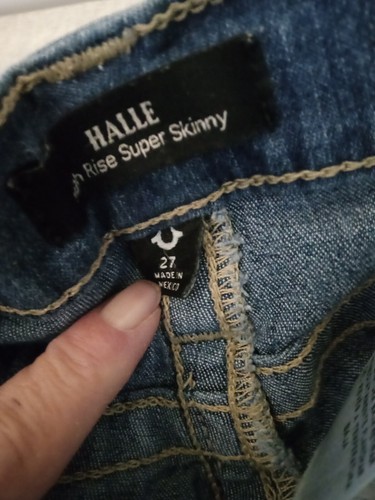 HALLE
Rise Super Skinny
27
MADE IN
MEXICO